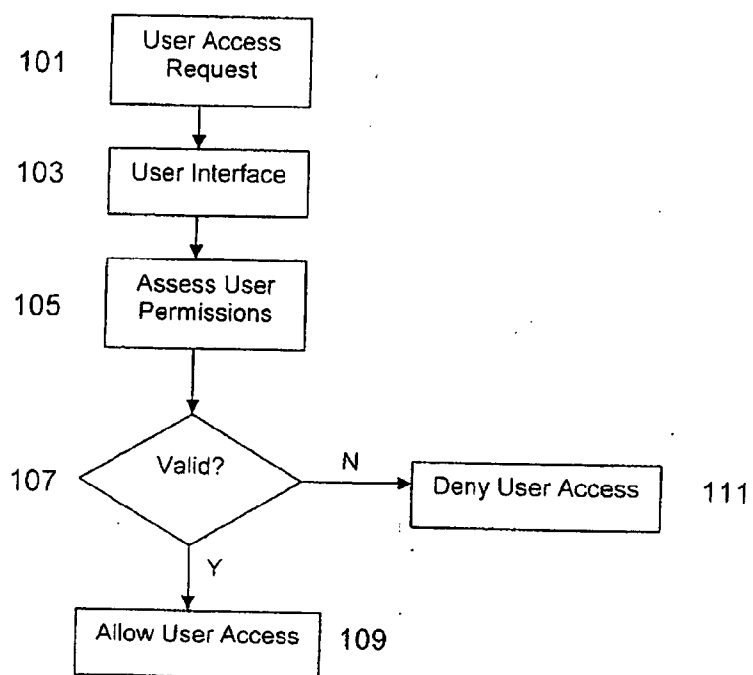 101
User Access
Request
103
User Interface
105
Assess User
Permissions
107
Valid?
N
Deny User Access
111
Y
Allow User Access
109